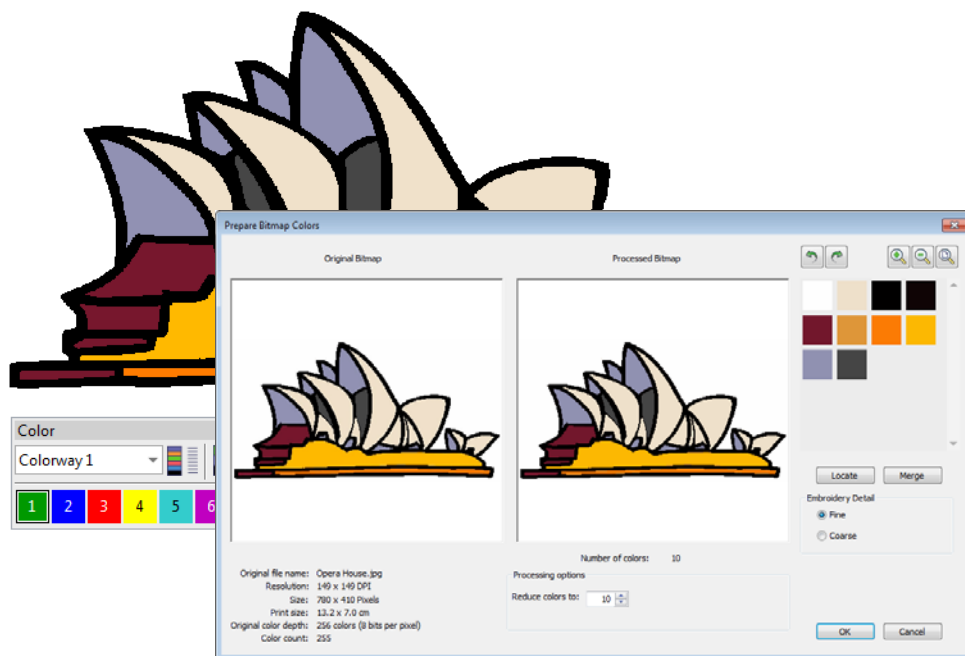 Prepare Bitmap Colors
Original Bitmap
Processed Bitmap
Color
Colorway 1
1 2 3 4 5 6
Locate
Merge
Embroidery Detail
Fine
Coarse
Number of colors: 10
Processing options
Reduce colors to: 10
Original file name: Opera House.jpg
Resolution: 149 x 149 DPI
Size: 780 x 410 Pixels
Print size: 13.2 x 7.0 cm
Original color depth: 256 colors (8 bits per pixel)
Color count: 255
OK
Cancel